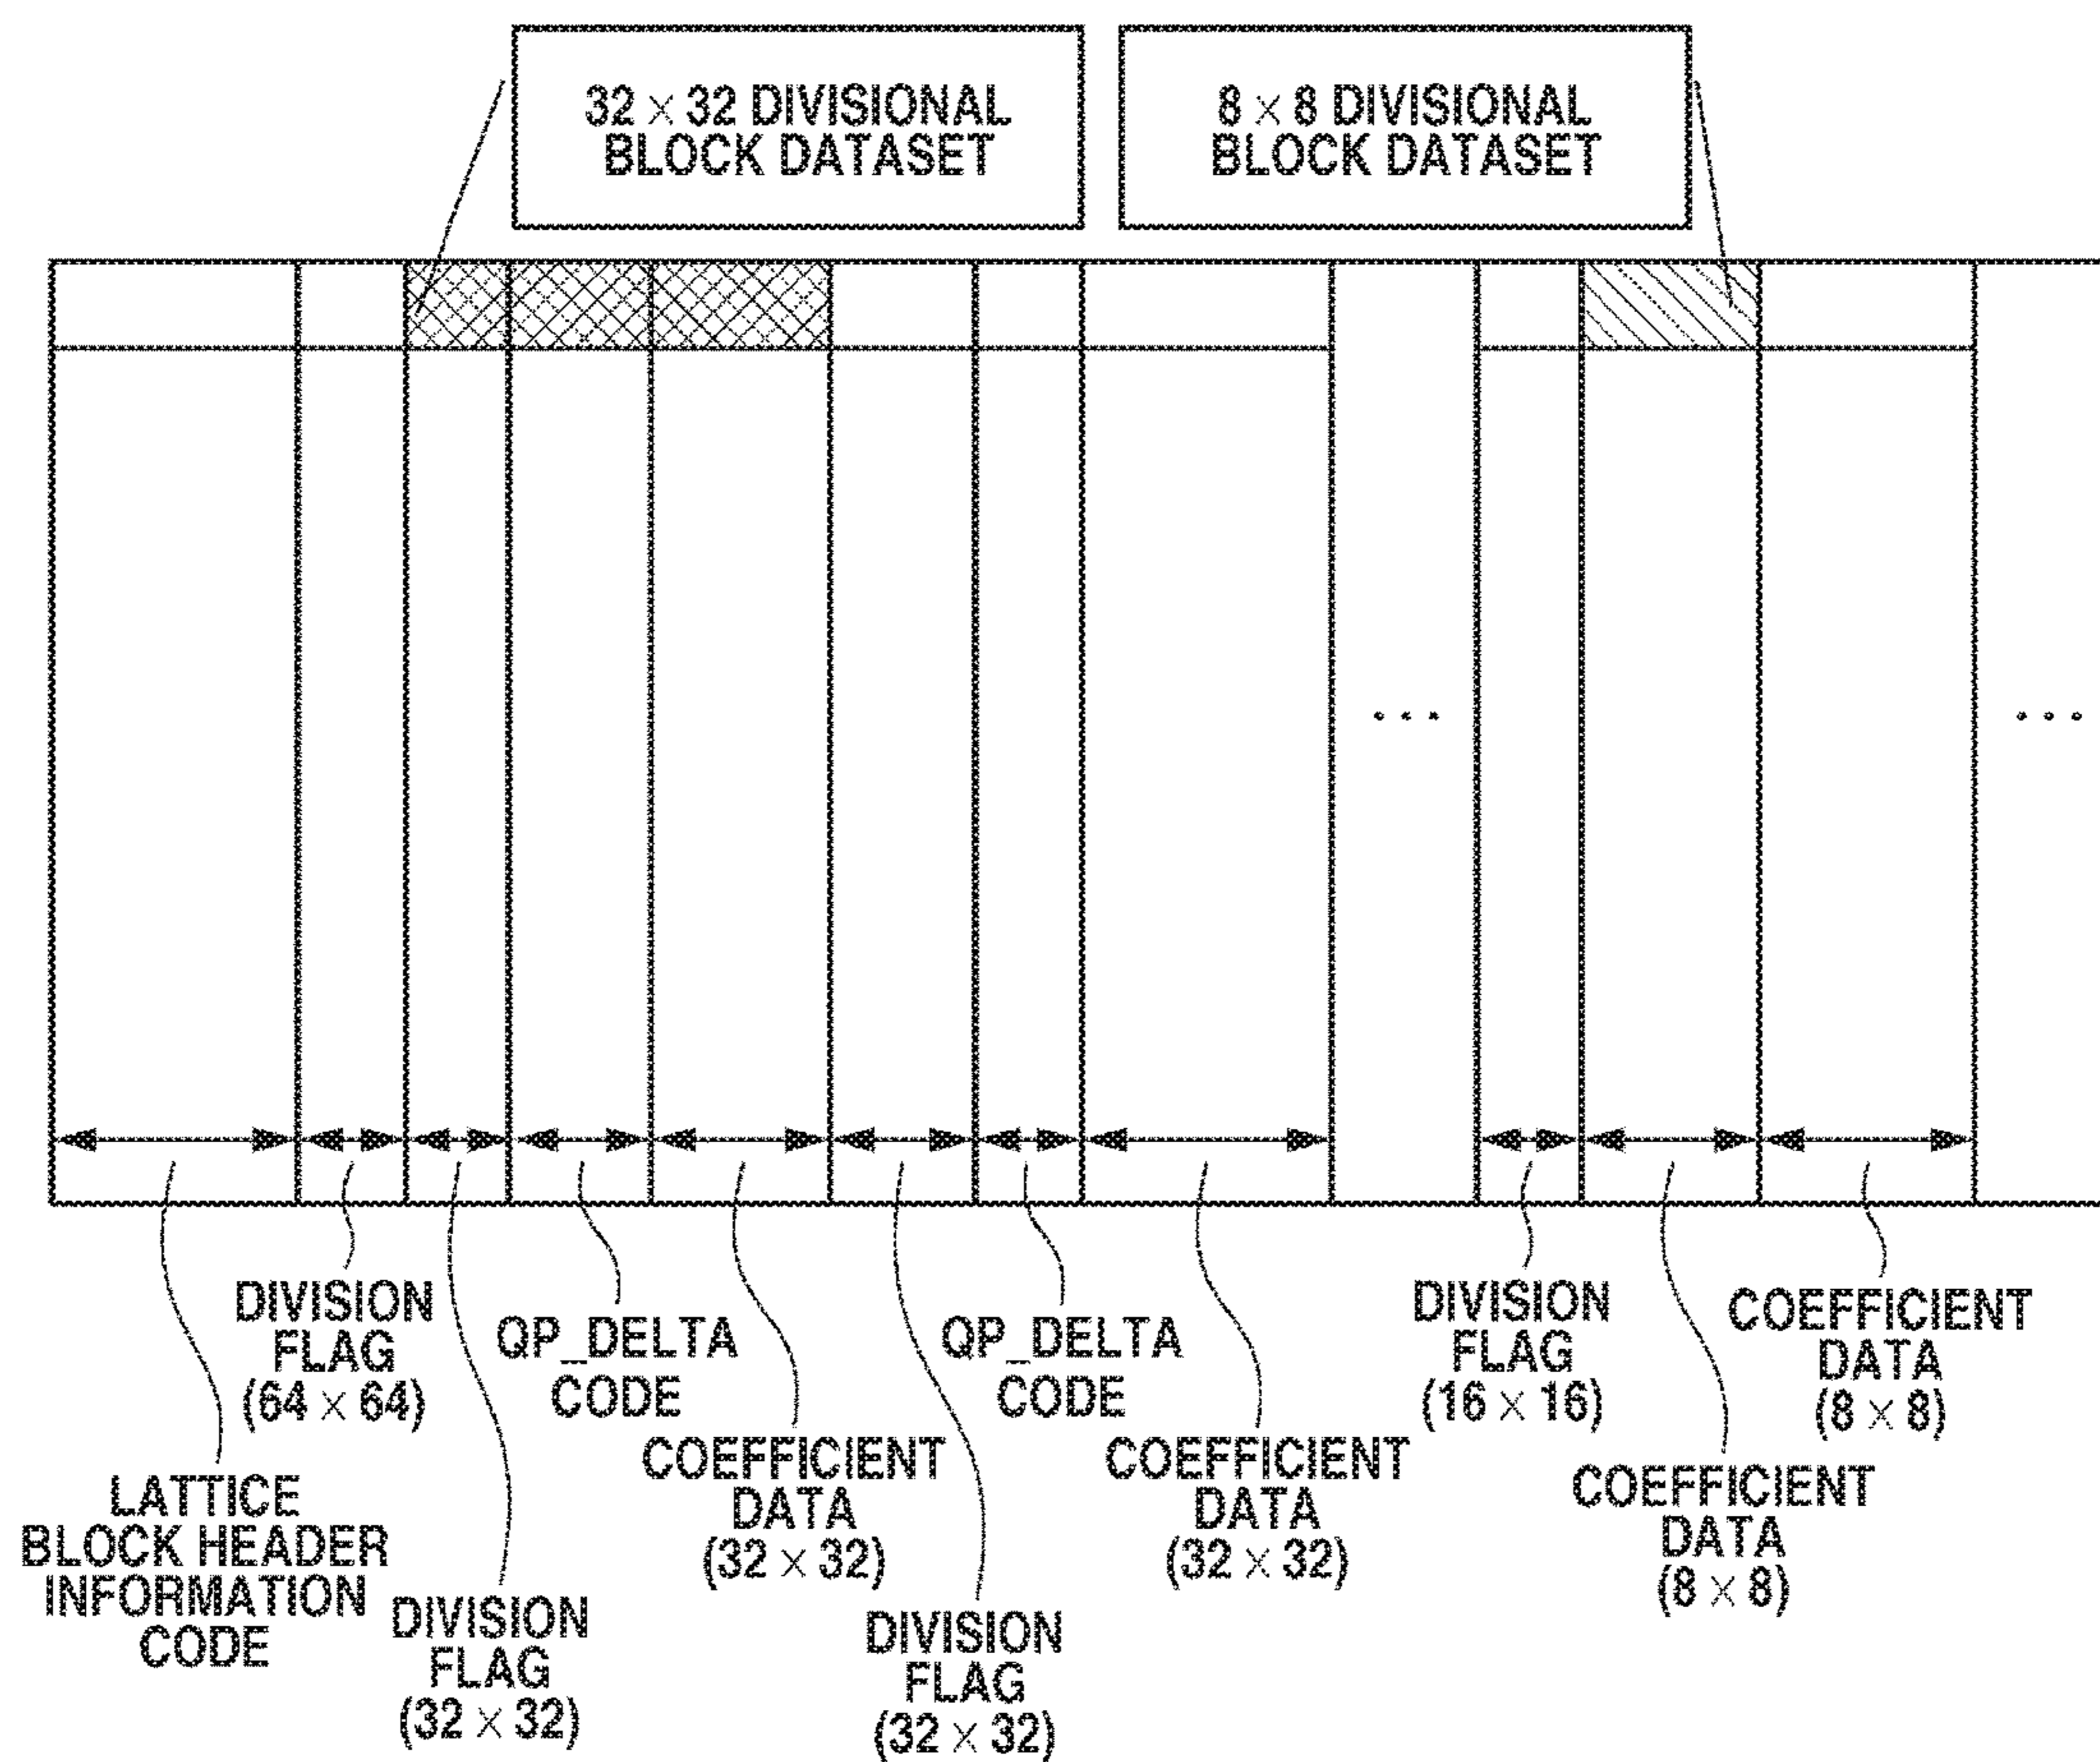 32 × 32 DIVISIONAL
BLOCK DATASET
8 × 8 DIVISIONAL
BLOCK DATASET
. . .
. . .
LATTICE
BLOCK HEADER
INFORMATION
CODE
DIVISION
FLAG
(64 × 64)
DIVISION
FLAG
(32 × 32)
QP_DELTA
CODE
COEFFICIENT
DATA
(32 × 32)
DIVISION
FLAG
(32 × 32)
QP_DELTA
CODE
COEFFICIENT
DATA
(32 × 32)
DIVISION
FLAG
(16 × 16)
COEFFICIENT
DATA
(8 × 8)
COEFFICIENT
DATA
(8 × 8)